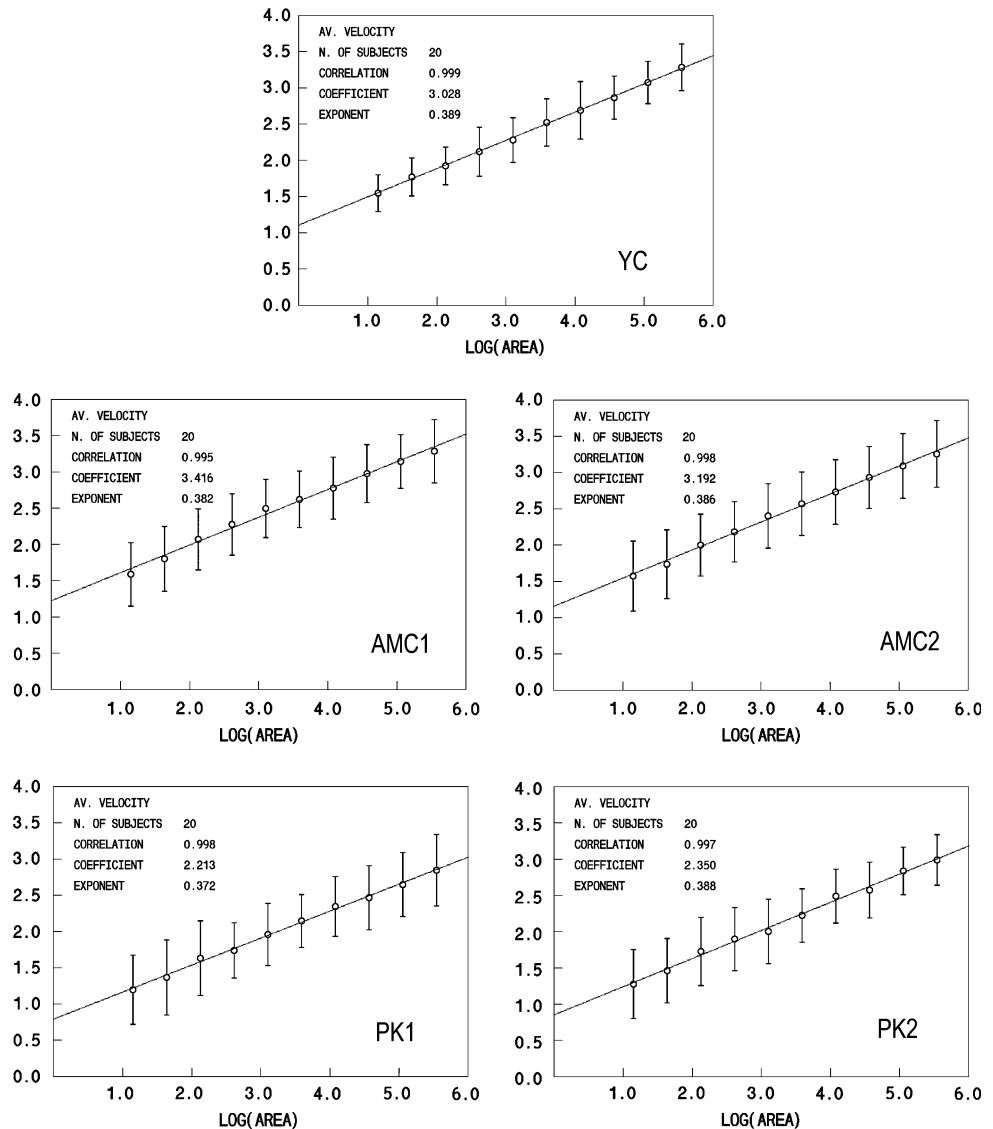 4.0
3.5
3.0
2.5
2.0
1.5
1.0
0.5
0.0
AV. VELOCITY
N. OF SUBJECTS 20
CORRELATION 0.999
COEFFICIENT 3.028
EXPONENT 0.389
YC
1.0 2.0 3.0 4.0 5.0 6.0
LOG(AREA)
4.0
3.5
3.0
2.5
2.0
1.5
1.0
0.5
0.0
AV. VELOCITY
N. OF SUBJECTS 20
CORRELATION 0.995
COEFFICIENT 3.416
EXPONENT 0.382
AMC1
1.0 2.0 3.0 4.0 5.0 6.0
LOG(AREA)
4.0
3.5
3.0
2.5
2.0
1.5
1.0
0.5
0.0
AV. VELOCITY
N. OF SUBJECTS 20
CORRELATION 0.998
COEFFICIENT 3.192
EXPONENT 0.386
AMC2
1.0 2.0 3.0 4.0 5.0 6.0
LOG(AREA)
4.0
3.5
3.0
2.5
2.0
1.5
1.0
0.5
0.0
AV. VELOCITY
N. OF SUBJECTS 20
CORRELATION 0.998
COEFFICIENT 2.213
EXPONENT 0.372
PK1
1.0 2.0 3.0 4.0 5.0 6.0
LOG(AREA)
4.0
3.5
3.0
2.5
2.0
1.5
1.0
0.5
0.0
AV. VELOCITY
N. OF SUBJECTS 20
CORRELATION 0.997
COEFFICIENT 2.350
EXPONENT 0.388
PK2
1.0 2.0 3.0 4.0 5.0 6.0
LOG(AREA)